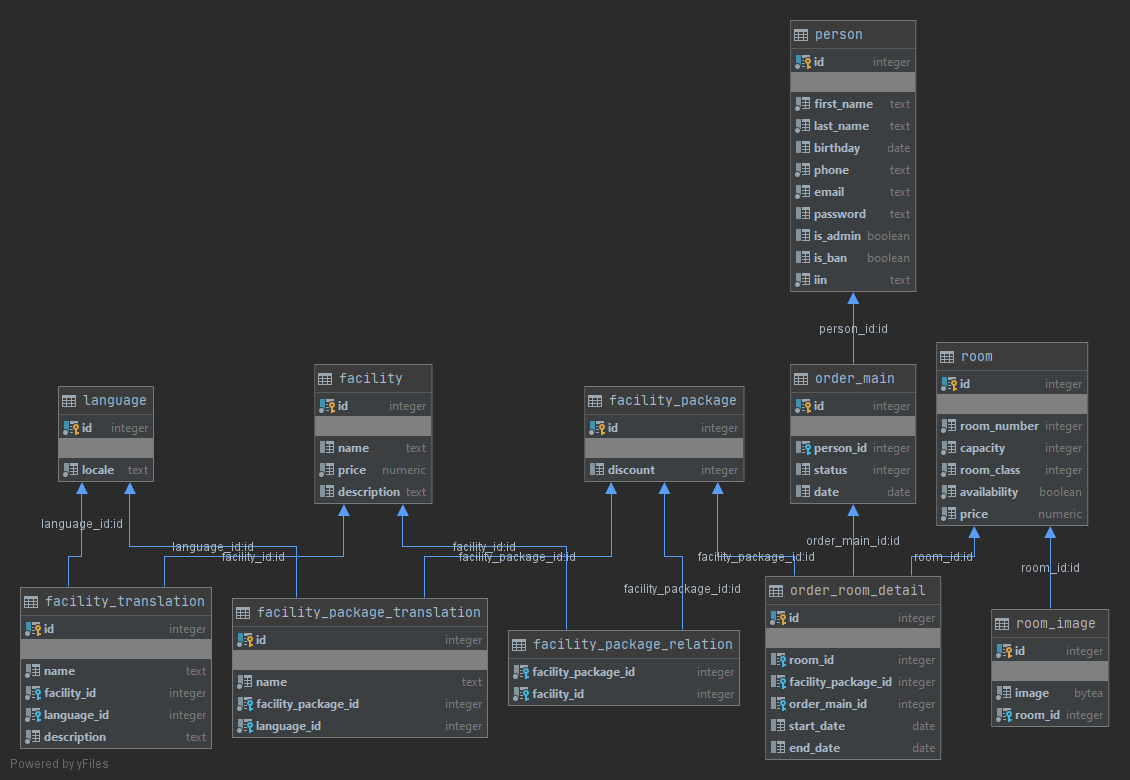 person
id integer
first_name text
last_name text
birthday date
phone text
email text
password text
is_admin boolean
is_ban boolean
iin text
person_id:id
language
id integer
locale text
facility
id integer
name text
price numeric
description text
facility_package
id integer
discount integer
order_main
id integer
person_id integer
status integer
date date
room
id integer
room_number integer
capacity integer
room_class integer
availability boolean
price numeric
language_id:id
language_id:id
facility_id:id
facility_id:id
facility_package_id:id
facility_package_id:id
facility_package_id:id
order_main_id:id
room_id:id
room_id:id
facility_translation
id integer
name text
facility_id integer
language_id integer
description text
facility_package_translation
id integer
name text
facility_package_id integer
language_id integer
facility_package_relation
facility_package_id integer
facility_id integer
order_room_detail
id integer
room_id integer
facility_package_id integer
order_main_id integer
start_date date
end_date date
room_image
id integer
image bytea
room_id integer
Powered by yFiles